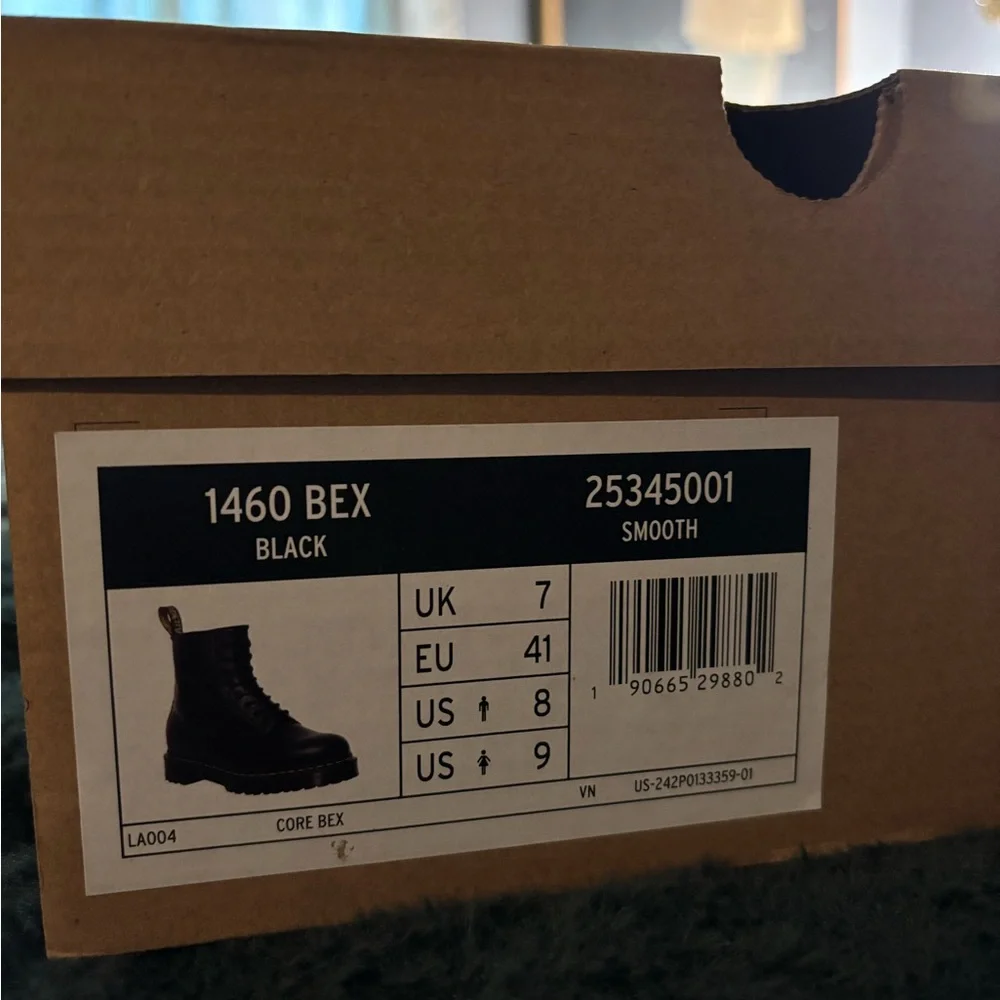 1460 BEX
BLACK
25345001
SMOOTH
UK 7
EU 41
US 8
US 9
1 90665 29880 2
VN US-242P0133359-01
LA004 CORE BEX